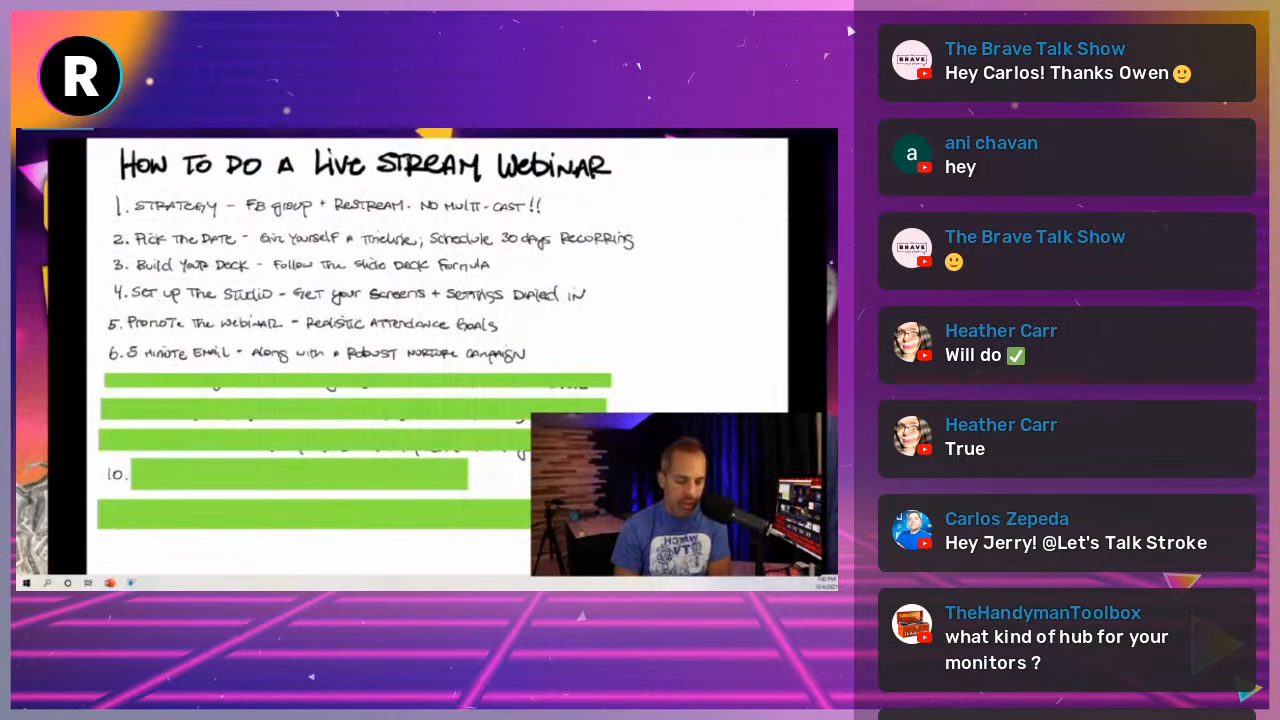 R
HOW TO DO A LIVE STREAM WEBINAR
1. STRATEGY - FB group + RESTREAM. NO MULTI-CAST!!
2. Pick THE DATE - Give Yourself A Timeline; Schedule 30 days RECORRING
3. Build Your DECK - Follow The Slide DECK Formula
4. Set up The STUDIO - Get your Screens + SETTINGS DIALED IN
5. PROMOTE THE WEBINAR - REALISTIC ATTENDANCE GOALS
6. 5 MINUTE EMAIL - Along with A ROBUST NURTURE CAMPAIGN
10.
The Brave Talk Show
Hey Carlos! Thanks Owen 🙂
ani chavan
hey
The Brave Talk Show
🙂
Heather Carr
Will do ✅
Heather Carr
True
Carlos Zepeda
Hey Jerry! @Let's Talk Stroke
TheHandymanToolbox
what kind of hub for your
monitors ?